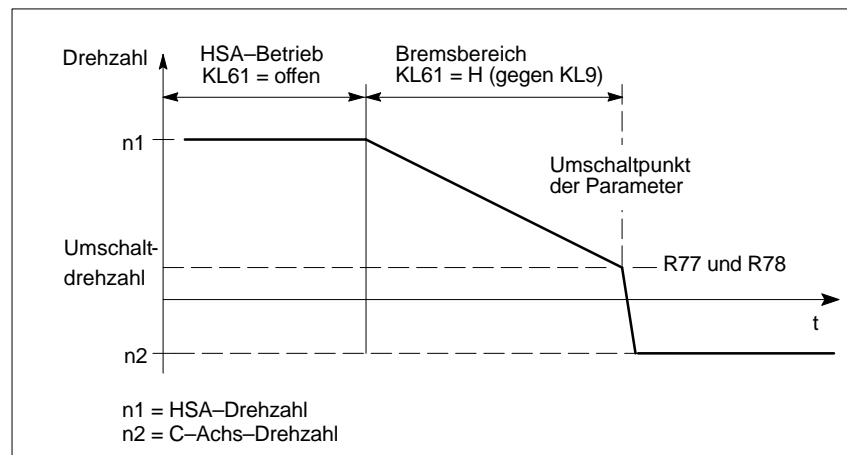 Drehzahl
HSA–Betrieb
KL61 = offen
Bremsbereich
KL61 = H (gegen KL9)
n1
Umschaltpunkt
der Parameter
Umschalt-
drehzahl
R77 und R78
t
n2
n1 = HSA–Drehzahl
n2 = C–Achs–Drehzahl